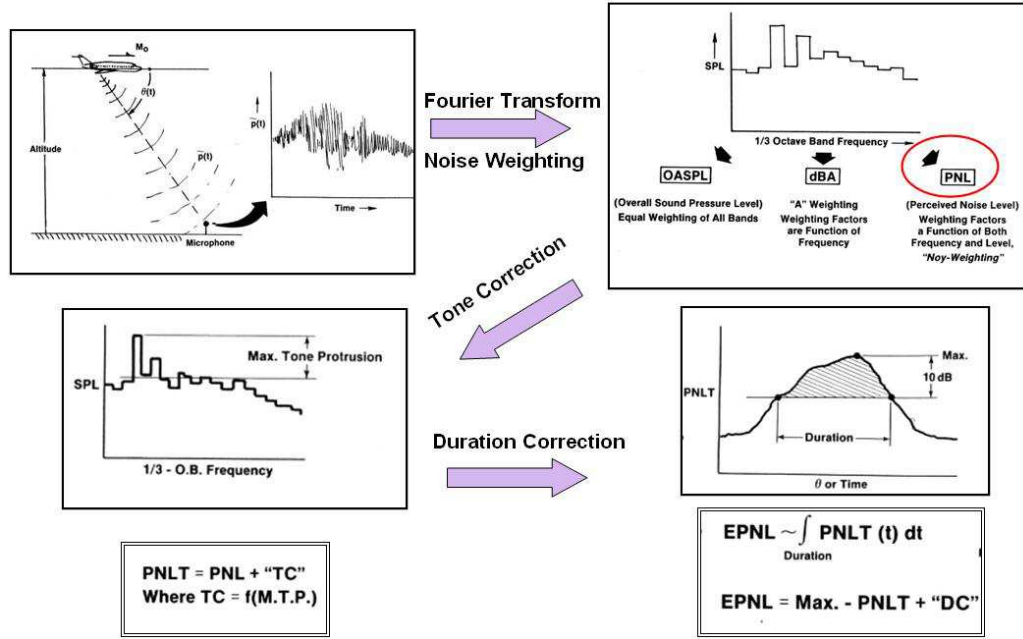 M₀
θ(t)
Altitude
p̅(t)
Microphone
p̅(t)
Time
Fourier Transform
Noise Weighting
SPL
1/3 Octave Band Frequency
OASPL
dBA
PNL
(Overall Sound Pressure Level)
Equal Weighting of All Bands
"A" Weighting
Weighting Factors
are Function of
Frequency
(Perceived Noise Level)
Weighting Factors
a Function of Both
Frequency and Level,
"Noy-Weighting"
Tone Correction
Max. Tone Protrusion
SPL
1/3 - O.B. Frequency
Duration Correction
Max.
10 dB
PNLT
Duration
θ or Time
PNLT = PNL + "TC"
Where TC = f(M.T.P.)
EPNL ~ ∫ PNLT (t) dt
Duration
EPNL = Max. - PNLT + "DC"